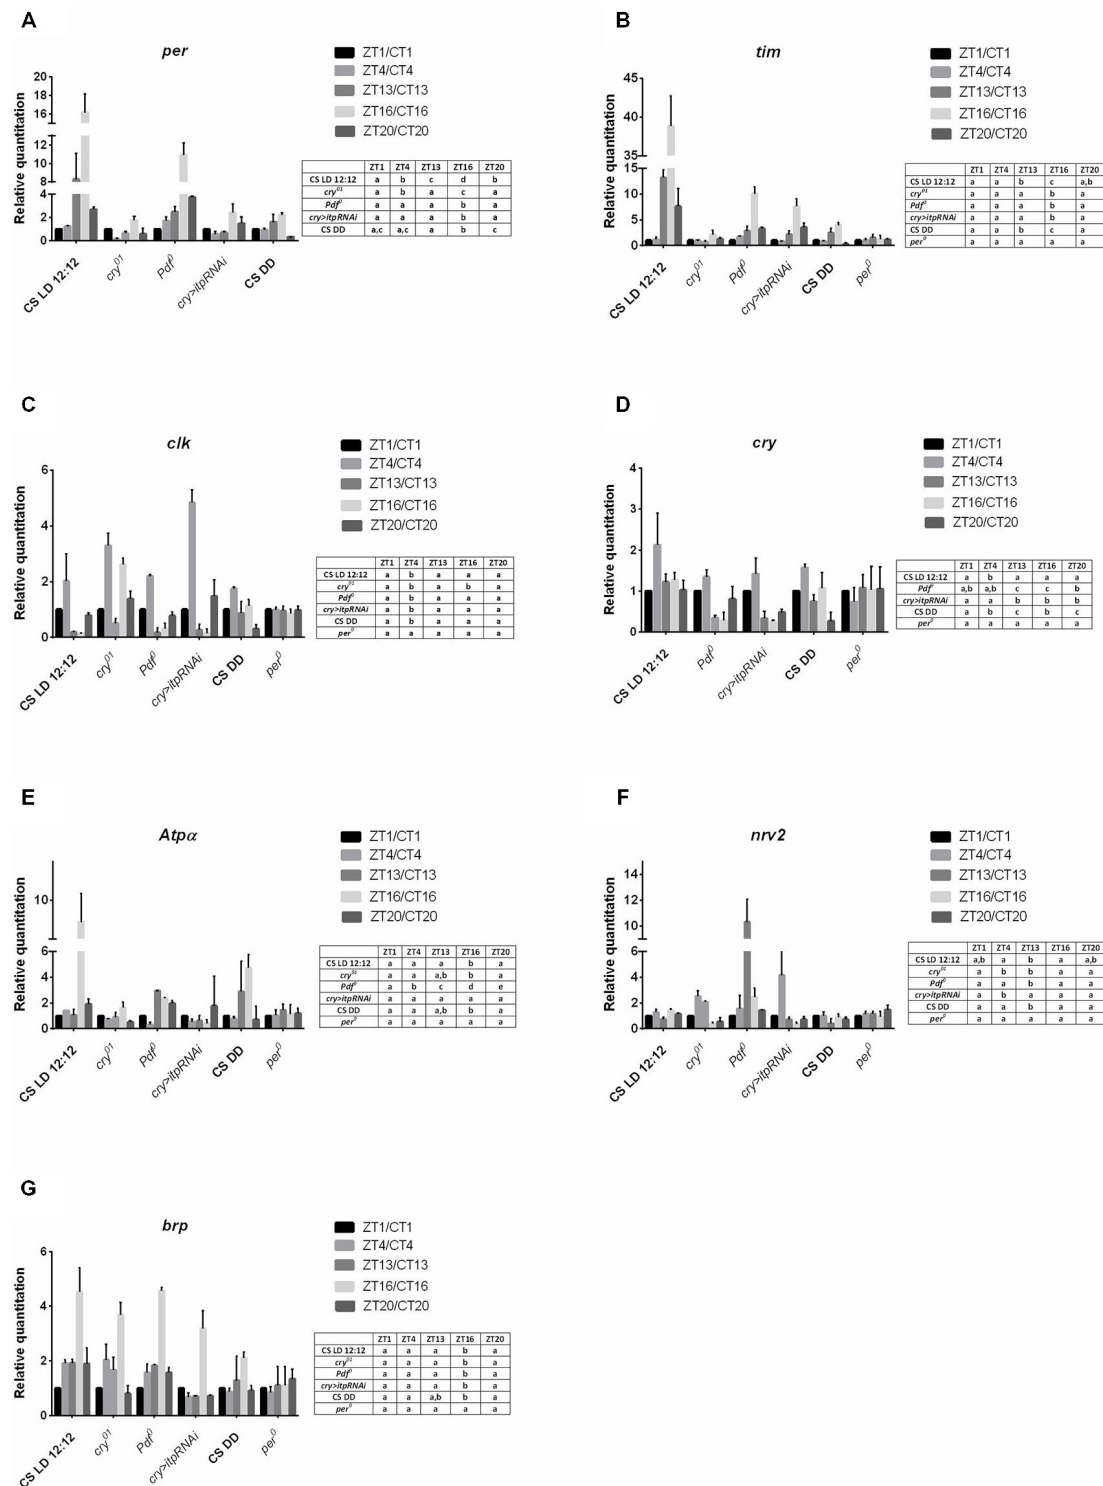 A
per
Relative quantitation
20
18
16
14
12
10
8
6
4
2
0
CS LD 12:12
cry01
Pdf0
cry>itpRNAi
CS DD
ZT1/CT1
ZT4/CT4
ZT13/CT13
ZT16/CT16
ZT20/CT20
ZT1 ZT4 ZT13 ZT16 ZT20
CS LD 12:12 a b c d b
cry01 a b a c a
Pdf0 a a a b a
cry>itpRNAi a a a b a
CS DD a,c a,c a b c
B
tim
Relative quantitation
45
40
35
15
10
5
0
CS LD 12:12
cry01
Pdf0
cry>itpRNAi
CS DD
per0
ZT1/CT1
ZT4/CT4
ZT13/CT13
ZT16/CT16
ZT20/CT20
ZT1 ZT4 ZT13 ZT16 ZT20
CS LD 12:12 a a b c a,b
cry01 a a a b a
Pdf0 a a a b a
cry>itpRNAi a a a b a
CS DD a a b c a
per0 a a a a a
C
clk
Relative quantitation
6
4
2
0
CS LD 12:12
cry01
Pdf0
cry>itpRNAi
CS DD
per0
ZT1/CT1
ZT4/CT4
ZT13/CT13
ZT16/CT16
ZT20/CT20
ZT1 ZT4 ZT13 ZT16 ZT20
CS LD 12:12 a b a a a
cry01 a b a b a
Pdf0 a b a a a
cry>itpRNAi a b a a a
CS DD a b a a a
per0 a a a a a
D
cry
Relative quantitation
4
3
2
1
0
CS LD 12:12
Pdf0
cry>itpRNAi
CS DD
per0
ZT1/CT1
ZT4/CT4
ZT13/CT13
ZT16/CT16
ZT20/CT20
ZT1 ZT4 ZT13 ZT16 ZT20
CS LD 12:12 a b a a a
Pdf0 a,b a,b c c b
cry>itpRNAi a a b b b
CS DD a b c b c
per0 a a a a a
E
Atpα
Relative quantitation
10
6
4
2
0
CS LD 12:12
cry01
Pdf0
cry>itpRNAi
CS DD
per0
ZT1/CT1
ZT4/CT4
ZT13/CT13
ZT16/CT16
ZT20/CT20
ZT1 ZT4 ZT13 ZT16 ZT20
CS LD 12:12 a a a b a
cry01 a a a,b b a
Pdf0 a b c d e
cry>itpRNAi a a a a a
CS DD a a a,b b a
per0 a a a a a
F
nrv2
Relative quantitation
14
12
10
6
4
2
0
CS LD 12:12
cry01
Pdf0
cry>itpRNAi
CS DD
per0
ZT1/CT1
ZT4/CT4
ZT13/CT13
ZT16/CT16
ZT20/CT20
ZT1 ZT4 ZT13 ZT16 ZT20
CS LD 12:12 a,b a b a a,b
cry01 a b b a a
Pdf0 a a b a a
cry>itpRNAi a b a a a
CS DD a a b a a
per0 a a a a a
G
brp
Relative quantitation
6
4
2
0
CS LD 12:12
cry01
Pdf0
cry>itpRNAi
CS DD
per0
ZT1/CT1
ZT4/CT4
ZT13/CT13
ZT16/CT16
ZT20/CT20
ZT1 ZT4 ZT13 ZT16 ZT20
CS LD 12:12 a a a b a
cry01 a a a b a
Pdf0 a a a b a
cry>itpRNAi a a a b a
CS DD a a a,b b a
per0 a a a a a